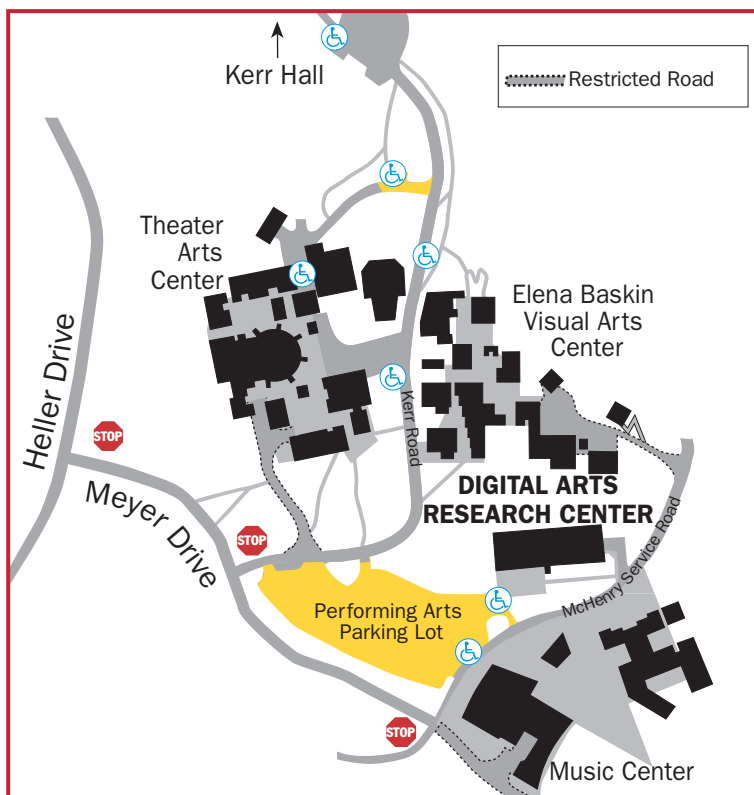 Kerr Hall
Restricted Road
Theater
Arts
Center
Elena Baskin
Visual Arts
Center
Heller Drive
STOP
Meyer Drive
Kerr Road
DIGITAL ARTS
RESEARCH CENTER
STOP
McHenry Service Road
Performing Arts
Parking Lot
STOP
Music Center